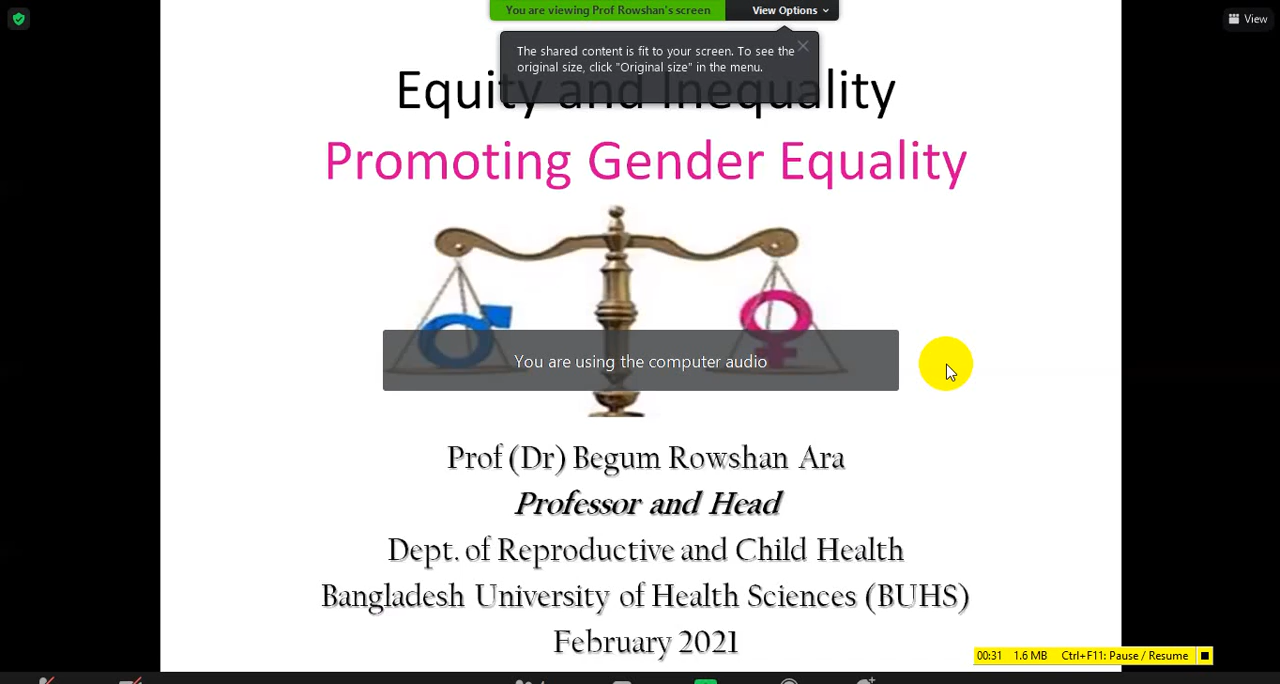 You are viewing Prof Rowshan's screen
View Options
View
The shared content is fit to your screen. To see the
original size, click "Original size" in the menu.
Equity and Inequality
Promoting Gender Equality
You are using the computer audio
Prof (Dr) Begum Rowshan Ara
Professor and Head
Dept. of Reproductive and Child Health
Bangladesh University of Health Sciences (BUHS)
February 2021
00:31 1.6 MB Ctrl+F11: Pause / Resume